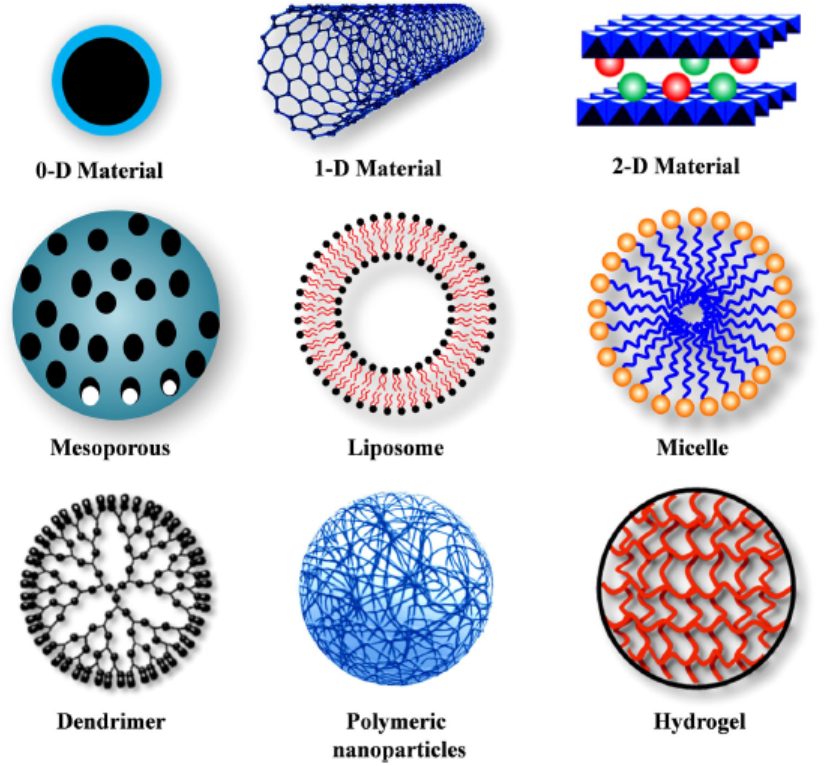 0-D Material
1-D Material
2-D Material
Mesoporous
Liposome
Micelle
Dendrimer
Polymeric
nanoparticles
Hydrogel